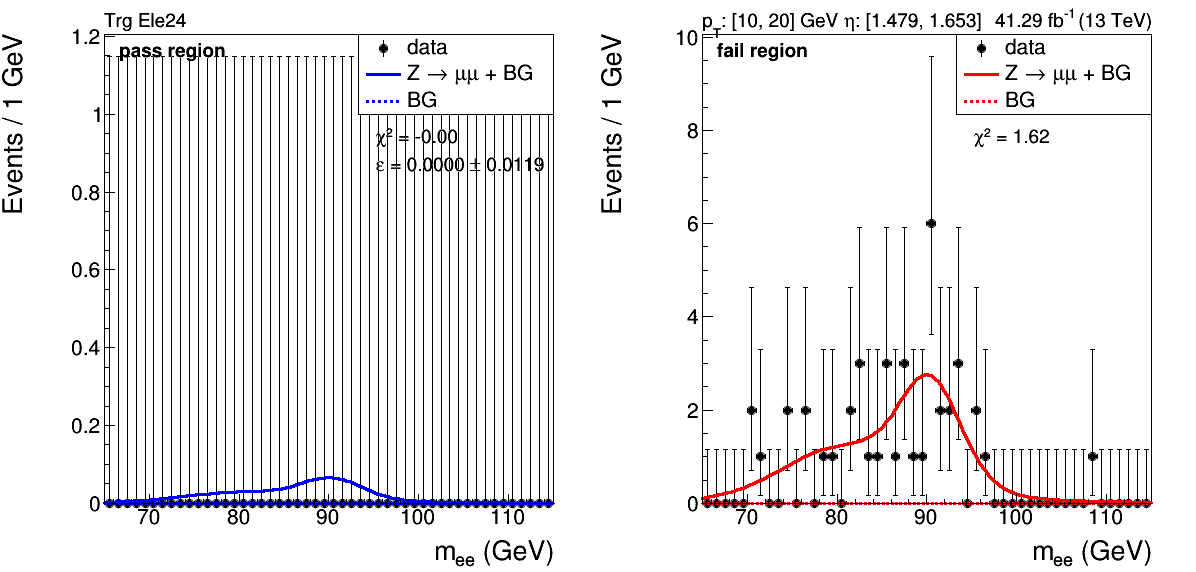 Trg Ele24
pass region
data
Z → μμ + BG
BG
χ² = -0.00
ε = 0.0000 ± 0.0119
Events / 1 GeV
1.2
1
0.8
0.6
0.4
0.2
0
70 80 90 100 110
m_ee (GeV)
p_T: [10, 20] GeV η: [1.479, 1.653] 41.29 fb⁻¹ (13 TeV)
fail region
data
Z → μμ + BG
BG
χ² = 1.62
Events / 1 GeV
10
8
6
4
2
0
70 80 90 100 110
m_ee (GeV)